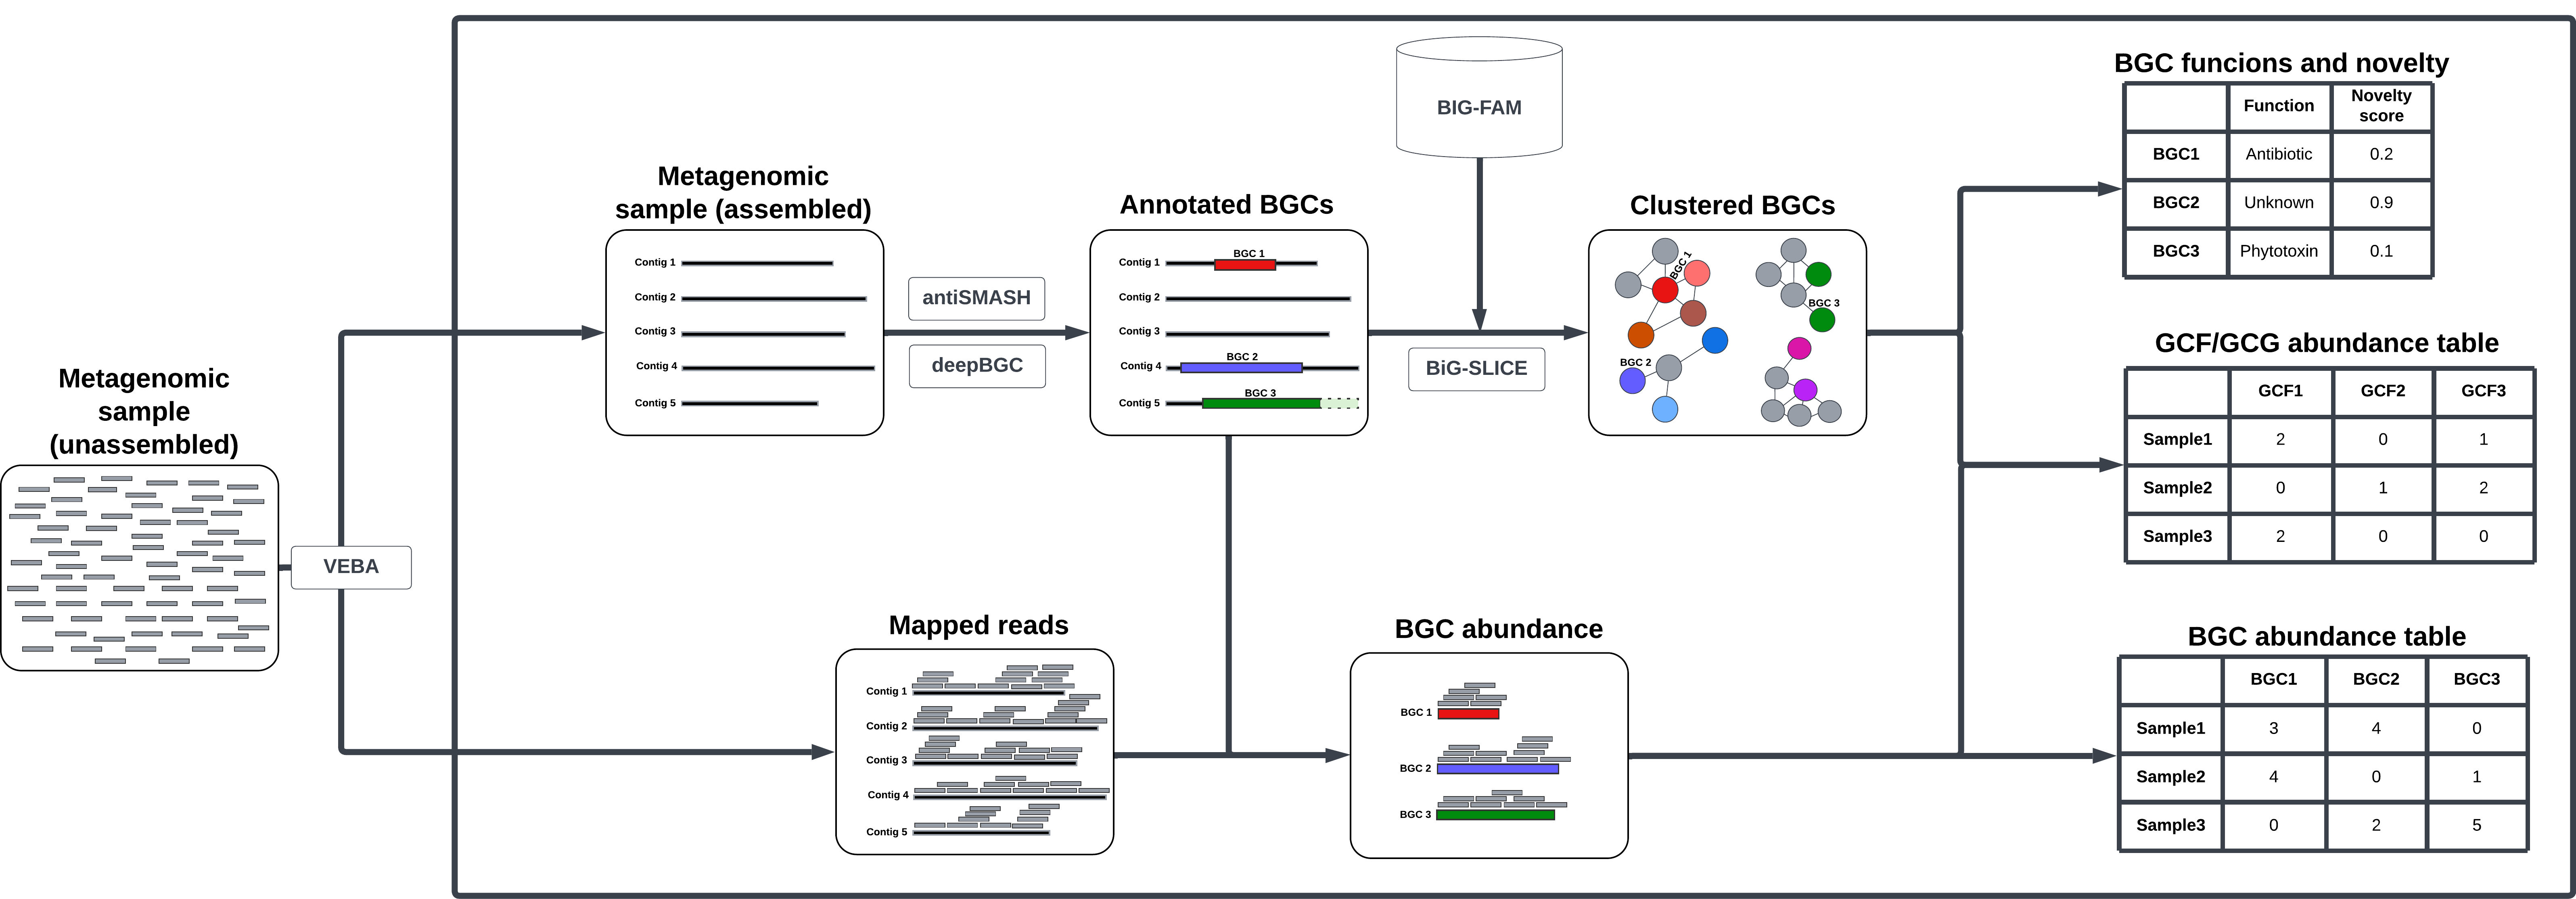 Metagenomic
sample
(unassembled)
VEBA
Metagenomic
sample (assembled)
Contig 1
Contig 2
Contig 3
Contig 4
Contig 5
antiSMASH
deepBGC
Annotated BGCs
Contig 1
BGC 1
Contig 2
Contig 3
Contig 4
BGC 2
Contig 5
BGC 3
BIG-FAM
BiG-SLICE
Clustered BGCs
BGC 1
BGC 2
BGC 3
Mapped reads
Contig 1
Contig 2
Contig 3
Contig 4
Contig 5
BGC abundance
BGC 1
BGC 2
BGC 3
BGC funcions and novelty
Function Novelty score
BGC1 Antibiotic 0.2
BGC2 Unknown 0.9
BGC3 Phytotoxin 0.1
GCF/GCG abundance table
GCF1 GCF2 GCF3
Sample1 2 0 1
Sample2 0 1 2
Sample3 2 0 0
BGC abundance table
BGC1 BGC2 BGC3
Sample1 3 4 0
Sample2 4 0 1
Sample3 0 2 5